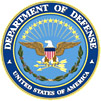 DEPARTMENT OF DEFENSE
UNITED STATES OF AMERICA